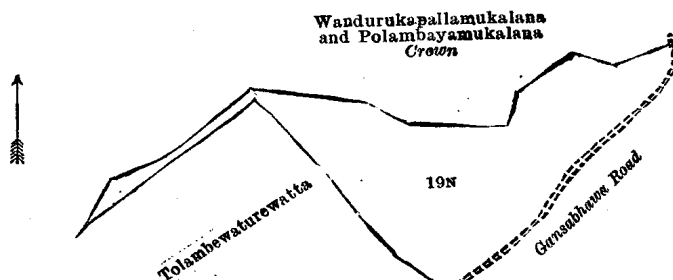 Wandurukapallamukalana
and Polambayamukalana
Crown
19N
Tolambewaturewatta
Gansabhawa Road